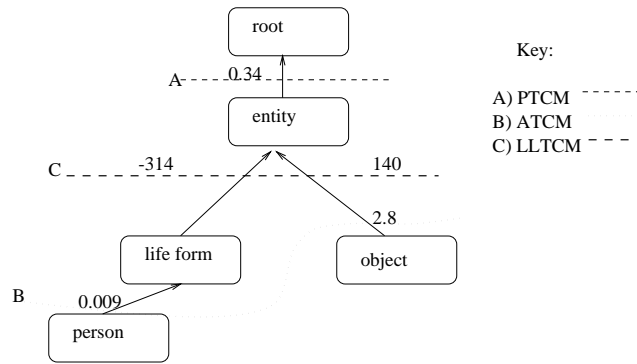 root
Key:
A 0.34
A) PTCM
entity
B) ATCM
C) LLTCM
C -314 140
2.8
life form
object
B
0.009
person